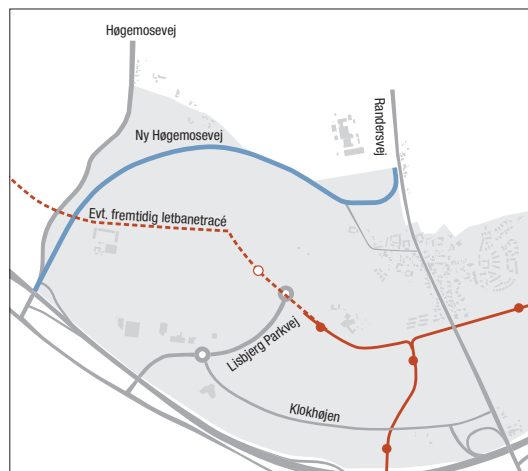 Høgemosevej
Ny Høgemosevej
Randersvej
Evt. fremtidig letbanetracé
Lisbjerg Parkvej
Klokhøjen